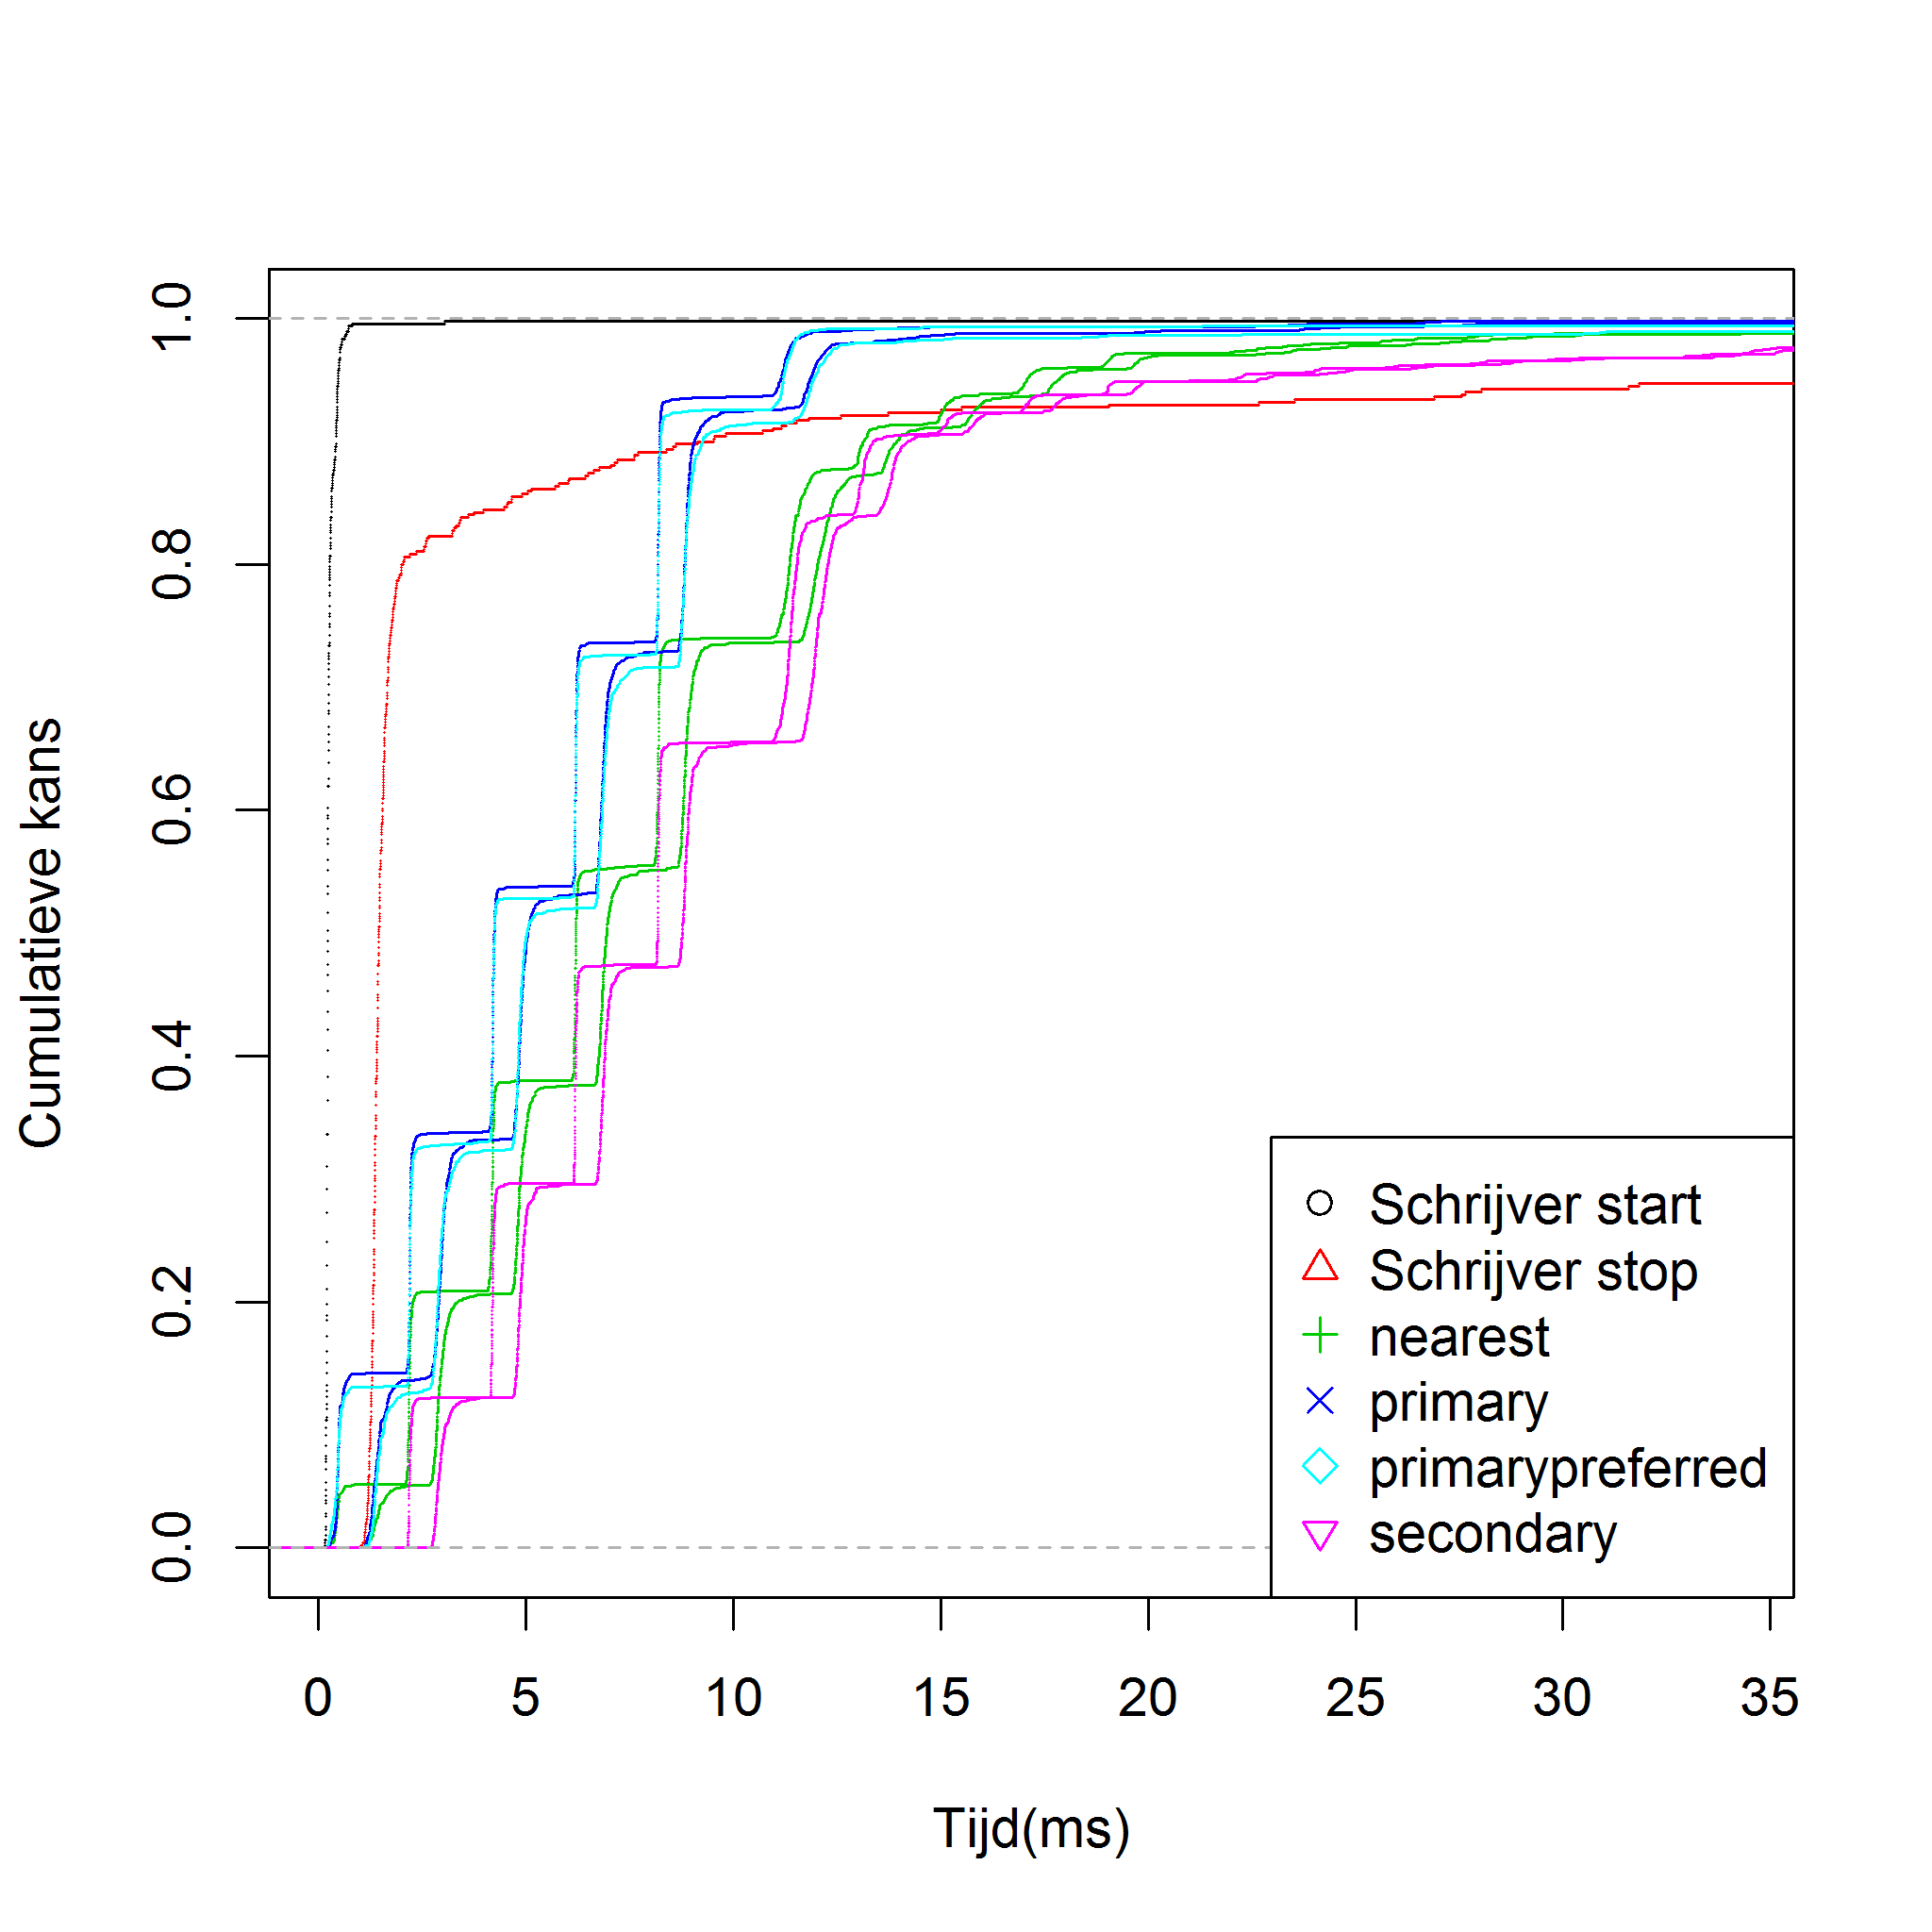 Cumulatieve kans
1.0
0.8
0.6
0.4
0.2
0.0
0 5 10 15 20 25 30 35
Tijd(ms)
Schrijver start
Schrijver stop
nearest
primary
primarypreferred
secondary